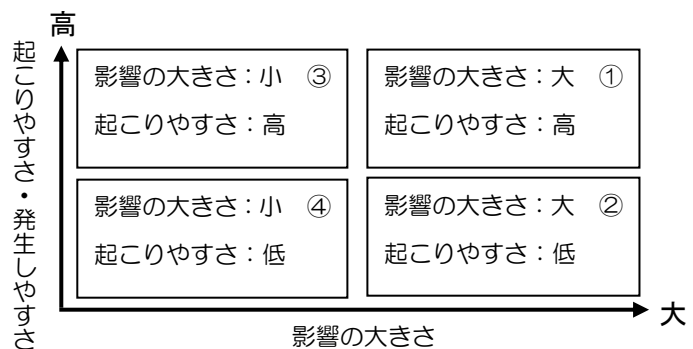 高
起こりやすさ・発生しやすさ
影響の大きさ：小 ③
起こりやすさ：高
影響の大きさ：大 ①
起こりやすさ：高
影響の大きさ：小 ④
起こりやすさ：低
影響の大きさ：大 ②
起こりやすさ：低
大
影響の大きさ